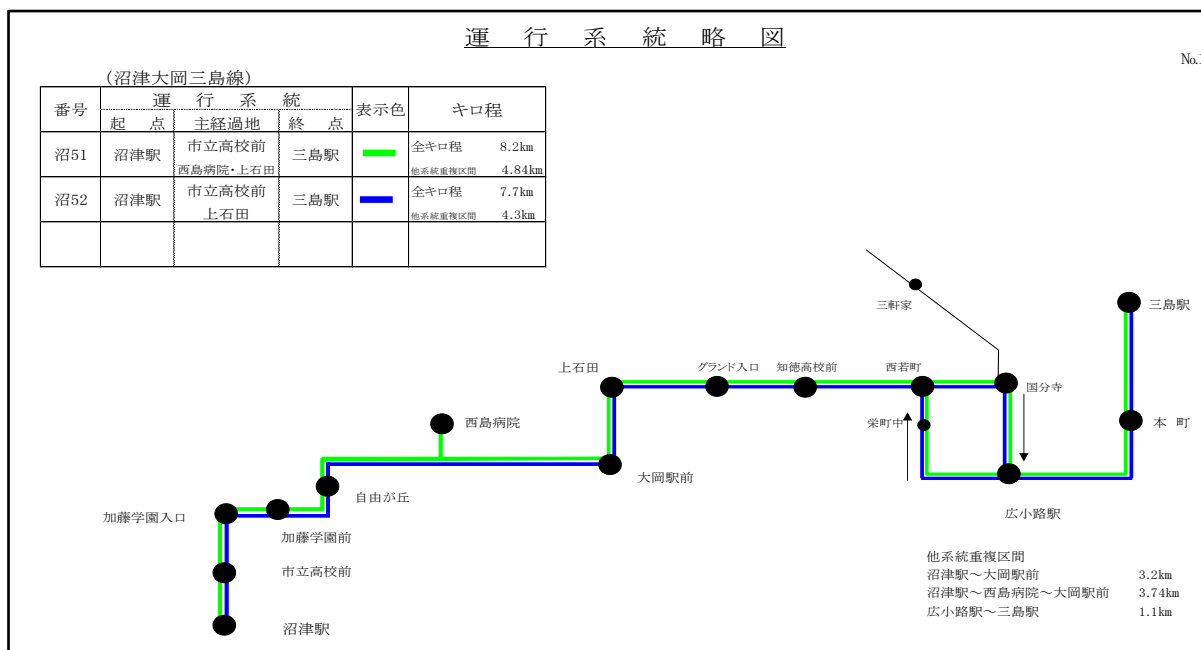 運 行 系 統 略 図
No.1
(沼津大岡三島線)
番号 運 行 系 統 表示色 キロ程
起 点 主経過地 終 点
沼51 沼津駅 市立高校前 西島病院・上石田 三島駅 全キロ程 8.2km
他系統重複区間 4.84km
沼52 沼津駅 市立高校前 上石田 三島駅 全キロ程 7.7km
他系統重複区間 4.3km
三軒家
三島駅
上石田
グランド入口
知徳高校前
西若町
国分寺
西島病院
栄町中
本 町
大岡駅前
自由が丘
加藤学園入口
広小路駅
加藤学園前
市立高校前
沼津駅
他系統重複区間
沼津駅～大岡駅前 3.2km
沼津駅～西島病院～大岡駅前 3.74km
広小路駅～三島駅 1.1km